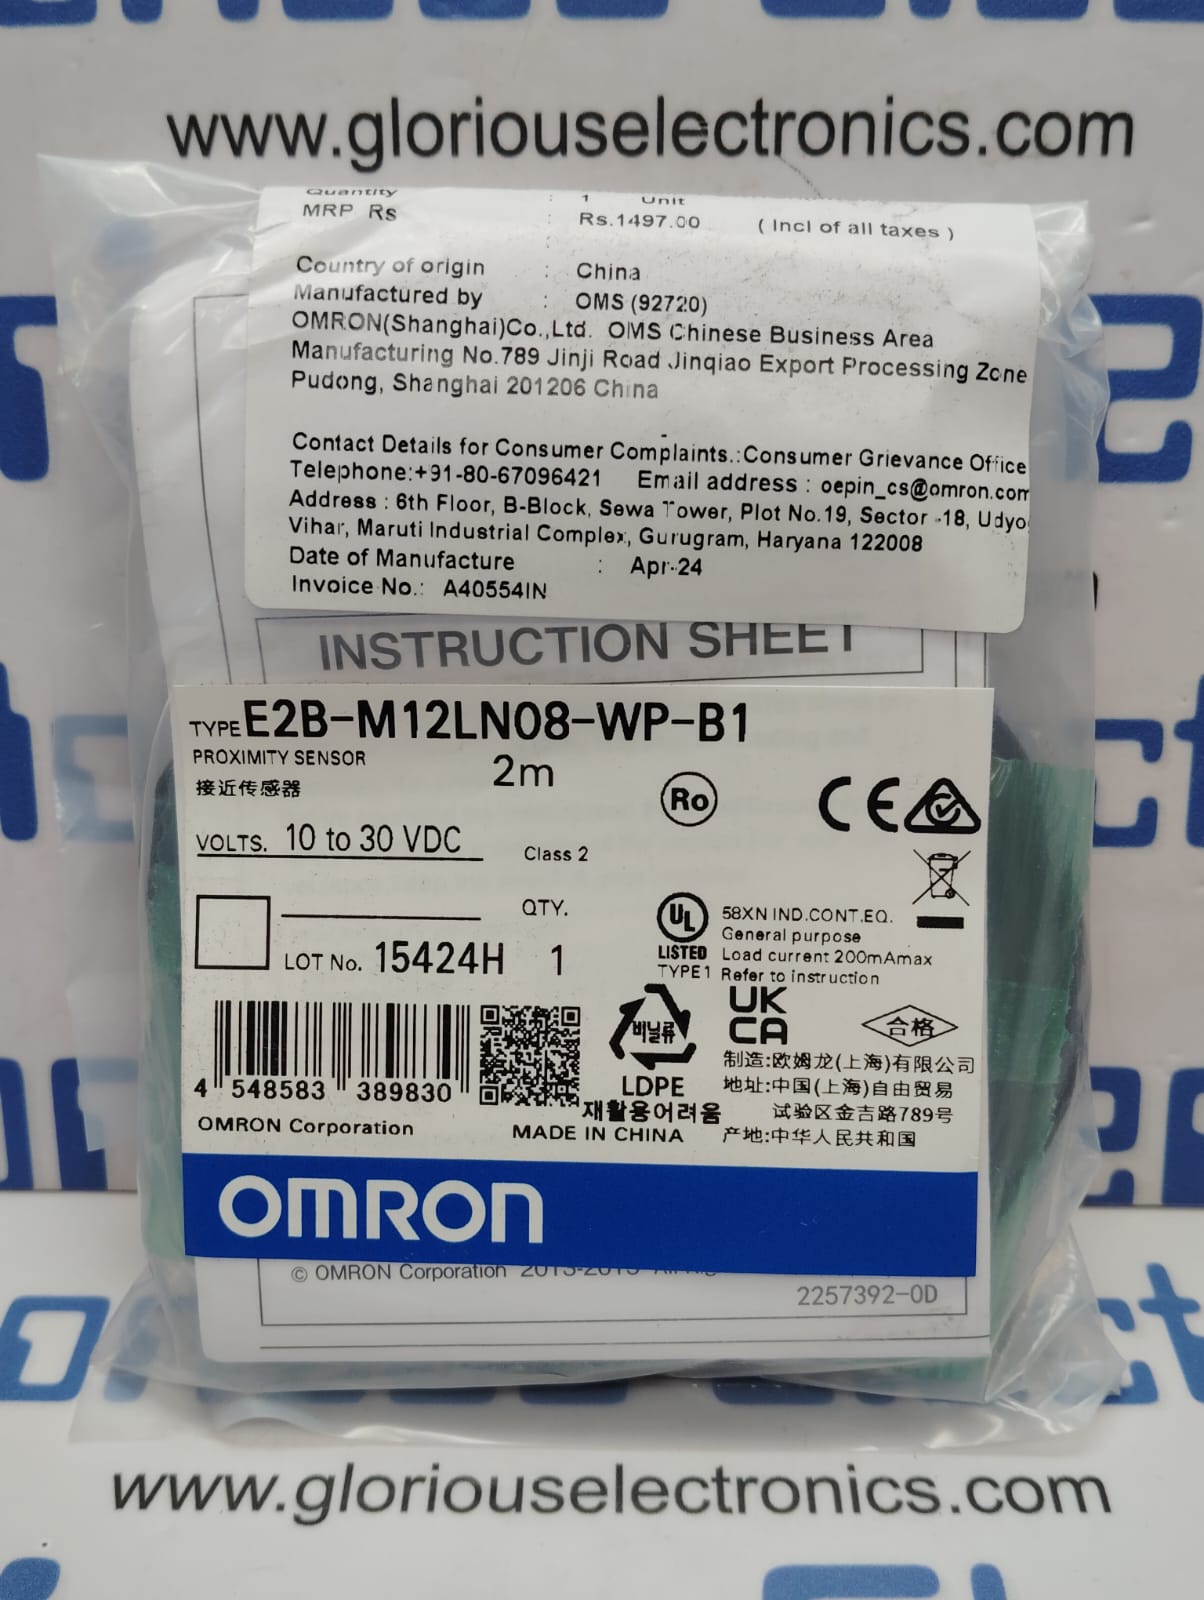 www.gloriouselectronics.com
Quantity : 1 Unit
MRP Rs : Rs.1497.00 ( Incl of all taxes )
Country of origin : China
Manufactured by : OMS (92720)
OMRON(Shanghai)Co.,Ltd. OMS Chinese Business Area
Manufacturing No.789 Jinji Road Jinqiao Export Processing Zone
Pudong, Shanghai 201206 China
Contact Details for Consumer Complaints.:Consumer Grievance Office
Telephone:+91-80-67096421 Email address : oepin_cs@omron.com
Address : 6th Floor, B-Block, Sewa Tower, Plot No.19, Sector -18, Udyo
Vihar, Maruti Industrial Complex, Gurugram, Haryana 122008
Date of Manufacture : Apr-24
Invoice No.: A40554IN
INSTRUCTION SHEET
TYPE E2B-M12LN08-WP-B1
PROXIMITY SENSOR 2m
接近传感器
Ro
CE
VOLTS. 10 to 30 VDC
Class 2
QTY.
LOT No. 15424H 1
UL
LISTED
TYPE1
58XN IND.CONT.EQ.
General purpose
Load current 200mAmax
Refer to instruction
비닐류
LDPE
재활용어려움
UK
CA
合格
制造:欧姆龙(上海)有限公司
地址:中国(上海)自由贸易
试验区金吉路789号
产地:中华人民共和国
4 548583 389830
OMRON Corporation
MADE IN CHINA
OMRON
© OMRON Corporation 2013-2015
2257392-0D
www.gloriouselectronics.com